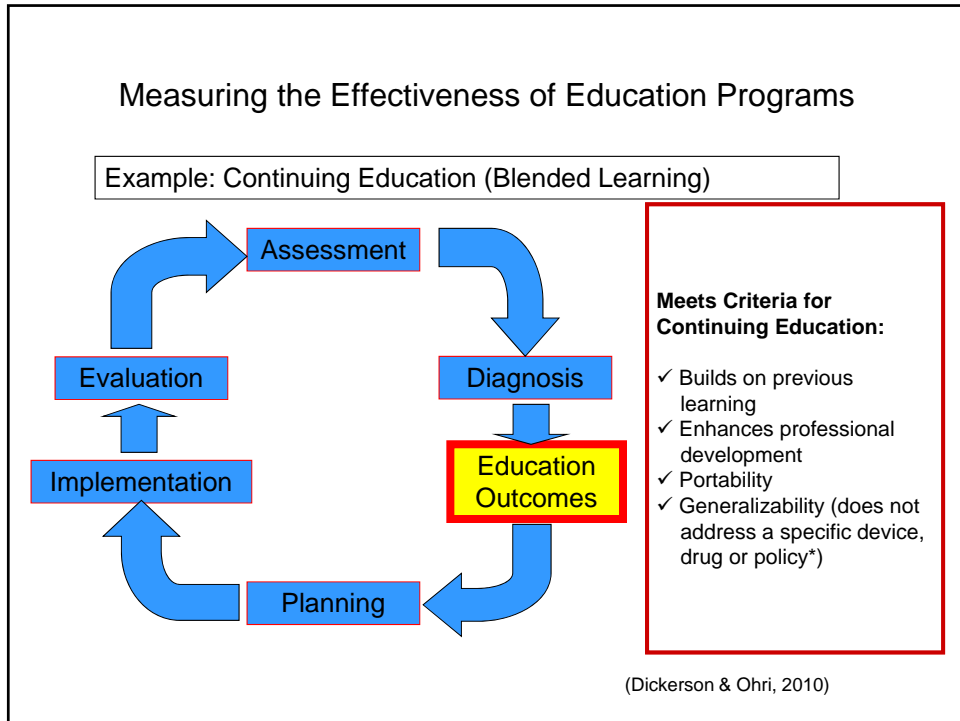 Measuring the Effectiveness of Education Programs
Example: Continuing Education (Blended Learning)
Assessment
Diagnosis
Education
Outcomes
Planning
Implementation
Evaluation
Meets Criteria for
Continuing Education:
✓ Builds on previous
learning
✓ Enhances professional
development
✓ Portability
✓ Generalizability (does not
address a specific device,
drug or policy*)
(Dickerson & Ohri, 2010)